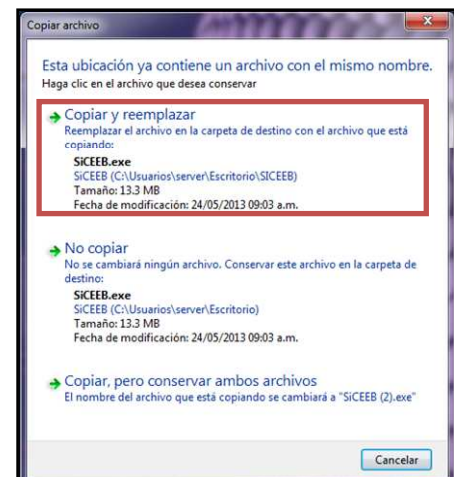 Copiar archivo
Esta ubicación ya contiene un archivo con el mismo nombre.
Haga clic en el archivo que desea conservar
Copiar y reemplazar
Reemplazar el archivo en la carpeta de destino con el archivo que está
copiando:
SiCEEB.exe
SiCEEB (C:\Usuarios\server\Escritorio\SICEEB)
Tamaño: 13.3 MB
Fecha de modificación: 24/05/2013 09:03 a.m.
No copiar
No se cambiará ningún archivo. Conservar este archivo en la carpeta de
destino:
SiCEEB.exe
SiCEEB (C:\Usuarios\server\Escritorio)
Tamaño: 13.3 MB
Fecha de modificación: 24/05/2013 09:03 a.m.
Copiar, pero conservar ambos archivos
El nombre del archivo que está copiando se cambiará a "SiCEEB (2).exe"
Cancelar